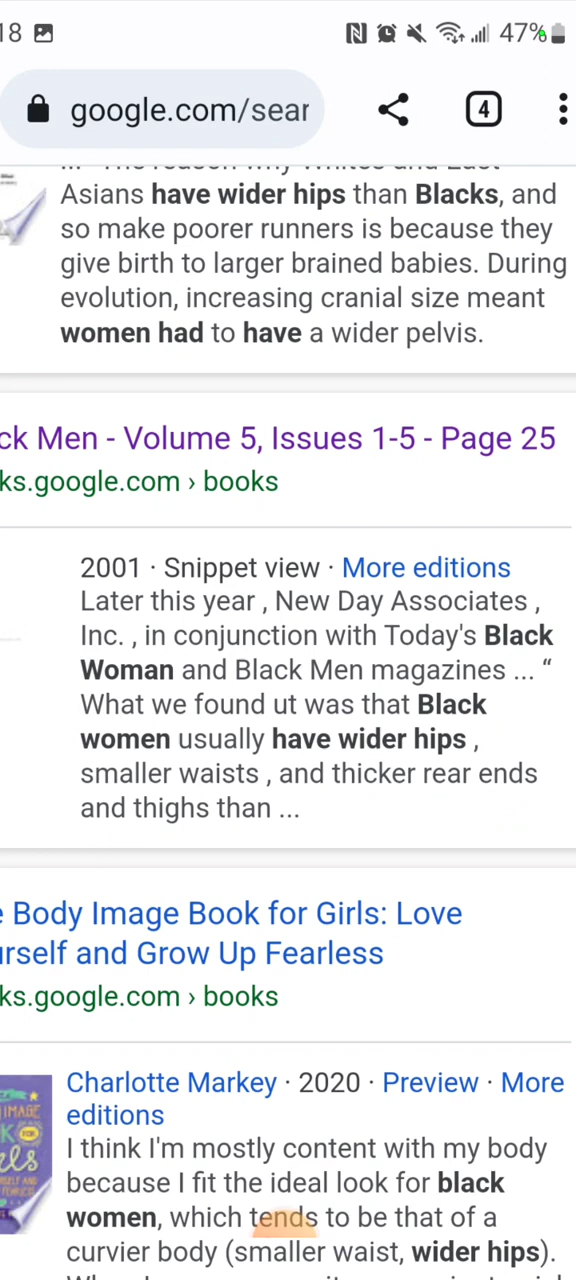 18
47%
google.com/sear
4
Asians have wider hips than Blacks, and
so make poorer runners is because they
give birth to larger brained babies. During
evolution, increasing cranial size meant
women had to have a wider pelvis.
ck Men - Volume 5, Issues 1-5 - Page 25
ks.google.com › books
2001 · Snippet view · More editions
Later this year , New Day Associates ,
Inc. , in conjunction with Today's Black
Woman and Black Men magazines ... “
What we found ut was that Black
women usually have wider hips ,
smaller waists , and thicker rear ends
and thighs than ...
e Body Image Book for Girls: Love
urself and Grow Up Fearless
ks.google.com › books
Charlotte Markey · 2020 · Preview · More
editions
I think I'm mostly content with my body
because I fit the ideal look for black
women, which tends to be that of a
curvier body (smaller waist, wider hips).